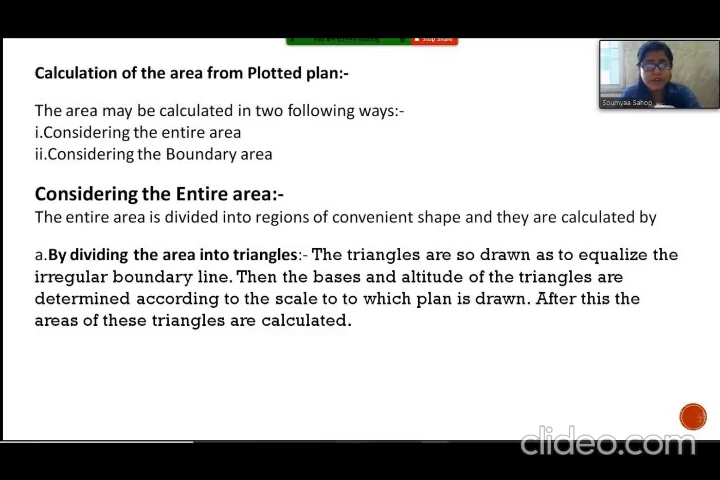 Stop Share
Calculation of the area from Plotted plan:-
Soumyaa Sahoo
The area may be calculated in two following ways:-
i.Considering the entire area
ii.Considering the Boundary area
Considering the Entire area:-
The entire area is divided into regions of convenient shape and they are calculated by
a.By dividing the area into triangles:- The triangles are so drawn as to equalize the
irregular boundary line. Then the bases and altitude of the triangles are
determined according to the scale to to which plan is drawn. After this the
areas of these triangles are calculated.
clideo.com